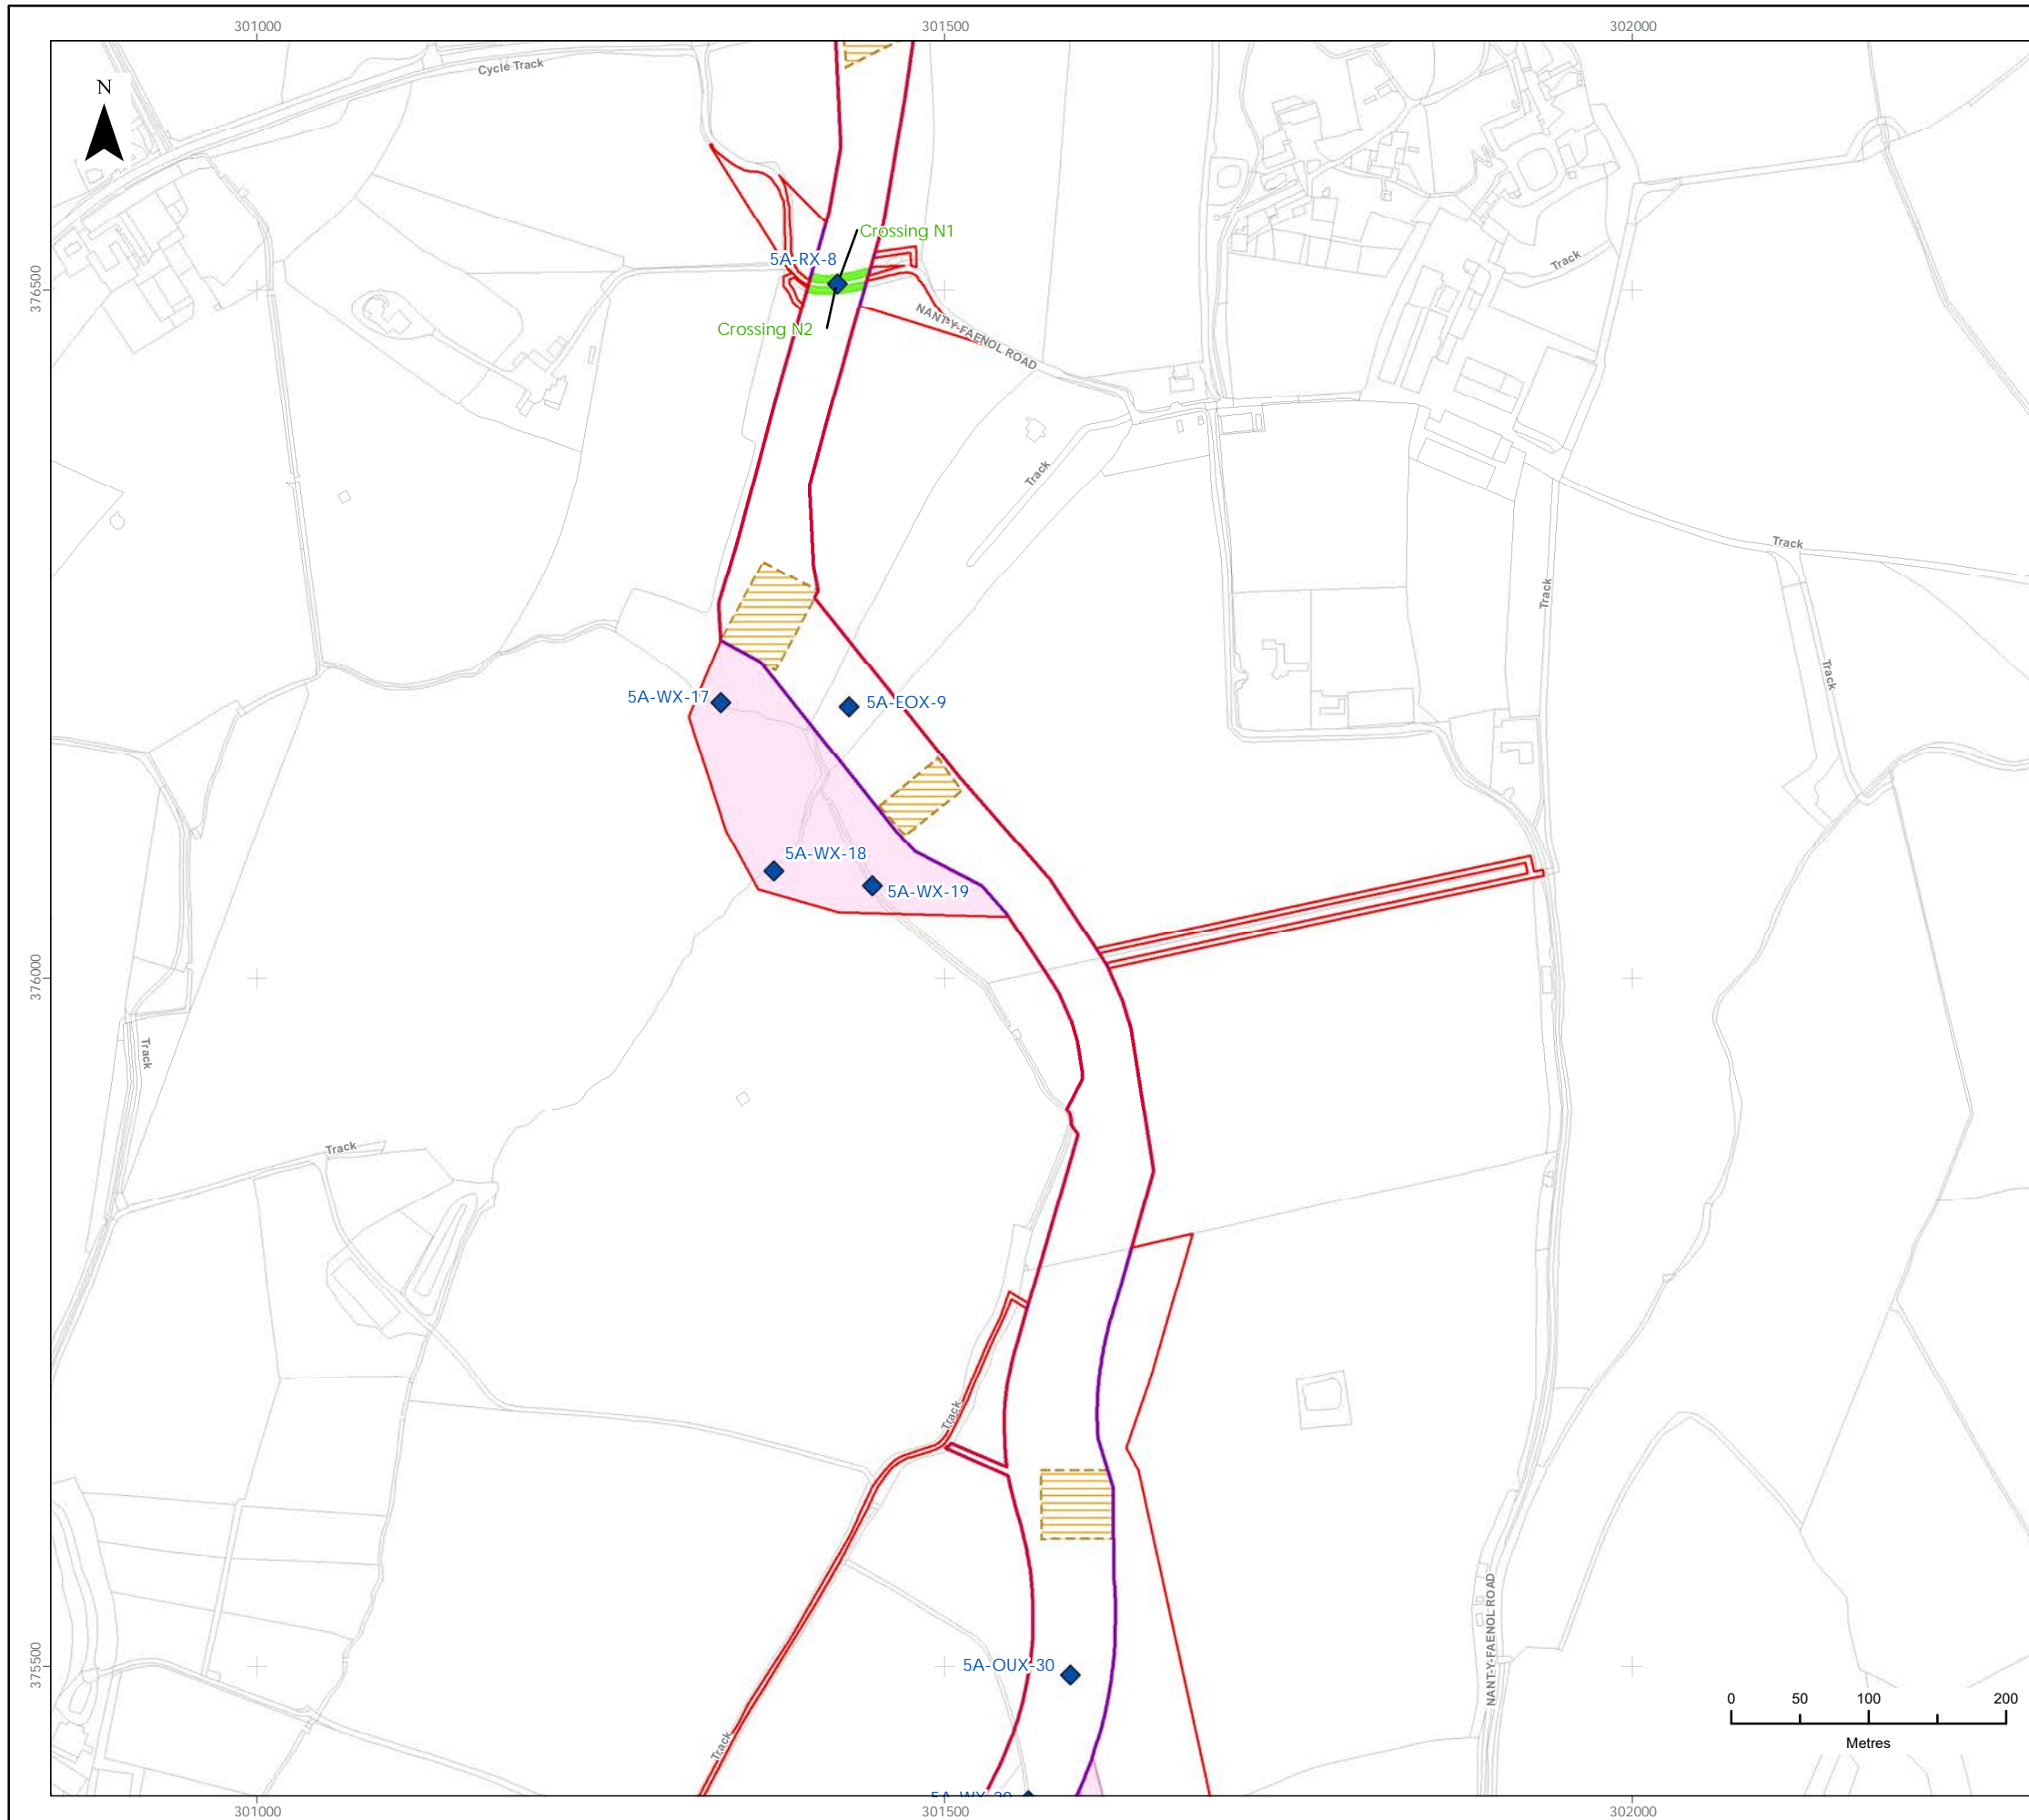 301000
301500
302000
Cycle Track
N
Crossing N1
5A-RX-8
Track
376500
376500
Crossing N2
NANT-Y-FAENOL ROAD
Track
Track
Track
5A-WX-17
5A-EOX-9
Track
5A-WX-18
5A-WX-19
376000
Track
Track
Track
NANT-Y-FAENOL ROAD
375500
5A-OUX-30
0 50 100 200
Metres
Track
301000
301500
302000